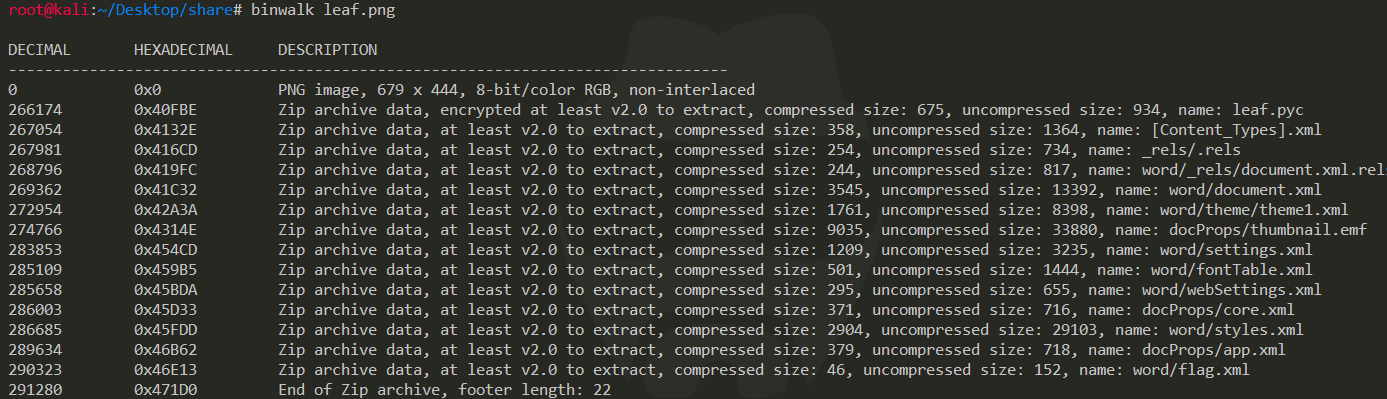 root@kali:~/Desktop/share# binwalk leaf.png
DECIMAL HEXADECIMAL DESCRIPTION
--------------------------------------------------------------------------------
0 0x0 PNG image, 679 x 444, 8-bit/color RGB, non-interlaced
266174 0x40FBE Zip archive data, encrypted at least v2.0 to extract, compressed size: 675, uncompressed size: 934, name: leaf.pyc
267054 0x4132E Zip archive data, at least v2.0 to extract, compressed size: 358, uncompressed size: 1364, name: [Content_Types].xml
267981 0x416CD Zip archive data, at least v2.0 to extract, compressed size: 254, uncompressed size: 734, name: _rels/.rels
268796 0x419FC Zip archive data, at least v2.0 to extract, compressed size: 244, uncompressed size: 817, name: word/_rels/document.xml.rels
269362 0x41C32 Zip archive data, at least v2.0 to extract, compressed size: 3545, uncompressed size: 13392, name: word/document.xml
272954 0x42A3A Zip archive data, at least v2.0 to extract, compressed size: 1761, uncompressed size: 8398, name: word/theme/theme1.xml
274766 0x4314E Zip archive data, at least v2.0 to extract, compressed size: 9035, uncompressed size: 33880, name: docProps/thumbnail.emf
283853 0x454CD Zip archive data, at least v2.0 to extract, compressed size: 1209, uncompressed size: 3235, name: word/settings.xml
285109 0x459B5 Zip archive data, at least v2.0 to extract, compressed size: 501, uncompressed size: 1444, name: word/fontTable.xml
285658 0x45BDA Zip archive data, at least v2.0 to extract, compressed size: 295, uncompressed size: 655, name: word/webSettings.xml
286003 0x45D33 Zip archive data, at least v2.0 to extract, compressed size: 371, uncompressed size: 716, name: docProps/core.xml
286685 0x45FDD Zip archive data, at least v2.0 to extract, compressed size: 2904, uncompressed size: 29103, name: word/styles.xml
289634 0x46B62 Zip archive data, at least v2.0 to extract, compressed size: 379, uncompressed size: 718, name: docProps/app.xml
290323 0x46E13 Zip archive data, at least v2.0 to extract, compressed size: 46, uncompressed size: 152, name: word/flag.xml
291280 0x471D0 End of Zip archive, footer length: 22